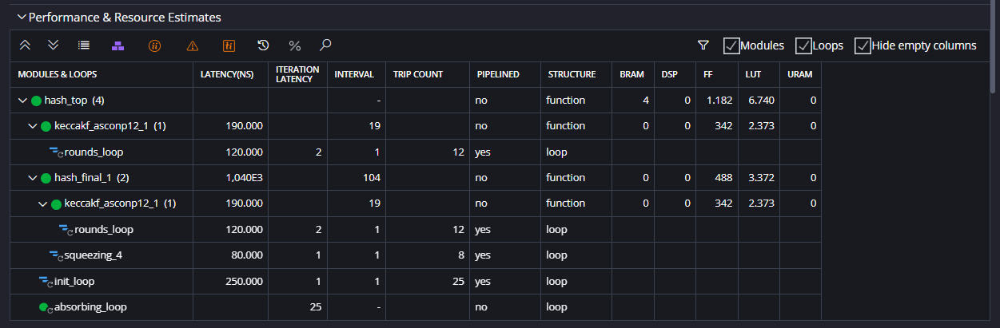 Performance & Resource Estimates
% Modules Loops Hide empty columns
MODULES & LOOPS LATENCY(NS) ITERATION LATENCY INTERVAL TRIP COUNT PIPELINED STRUCTURE BRAM DSP FF LUT URAM
hash_top (4) - no function 4 0 1.182 6.740 0
keccakf_asconp12_1 (1) 190.000 19 no function 0 0 342 2.373 0
rounds_loop 120.000 2 1 12 yes loop
hash_final_1 (2) 1,040E3 104 no function 0 0 488 3.372 0
keccakf_asconp12_1 (1) 190.000 19 no function 0 0 342 2.373 0
rounds_loop 120.000 2 1 12 yes loop
squeezing_4 80.000 1 1 8 yes loop
init_loop 250.000 1 1 25 yes loop
absorbing_loop 25 - no loop